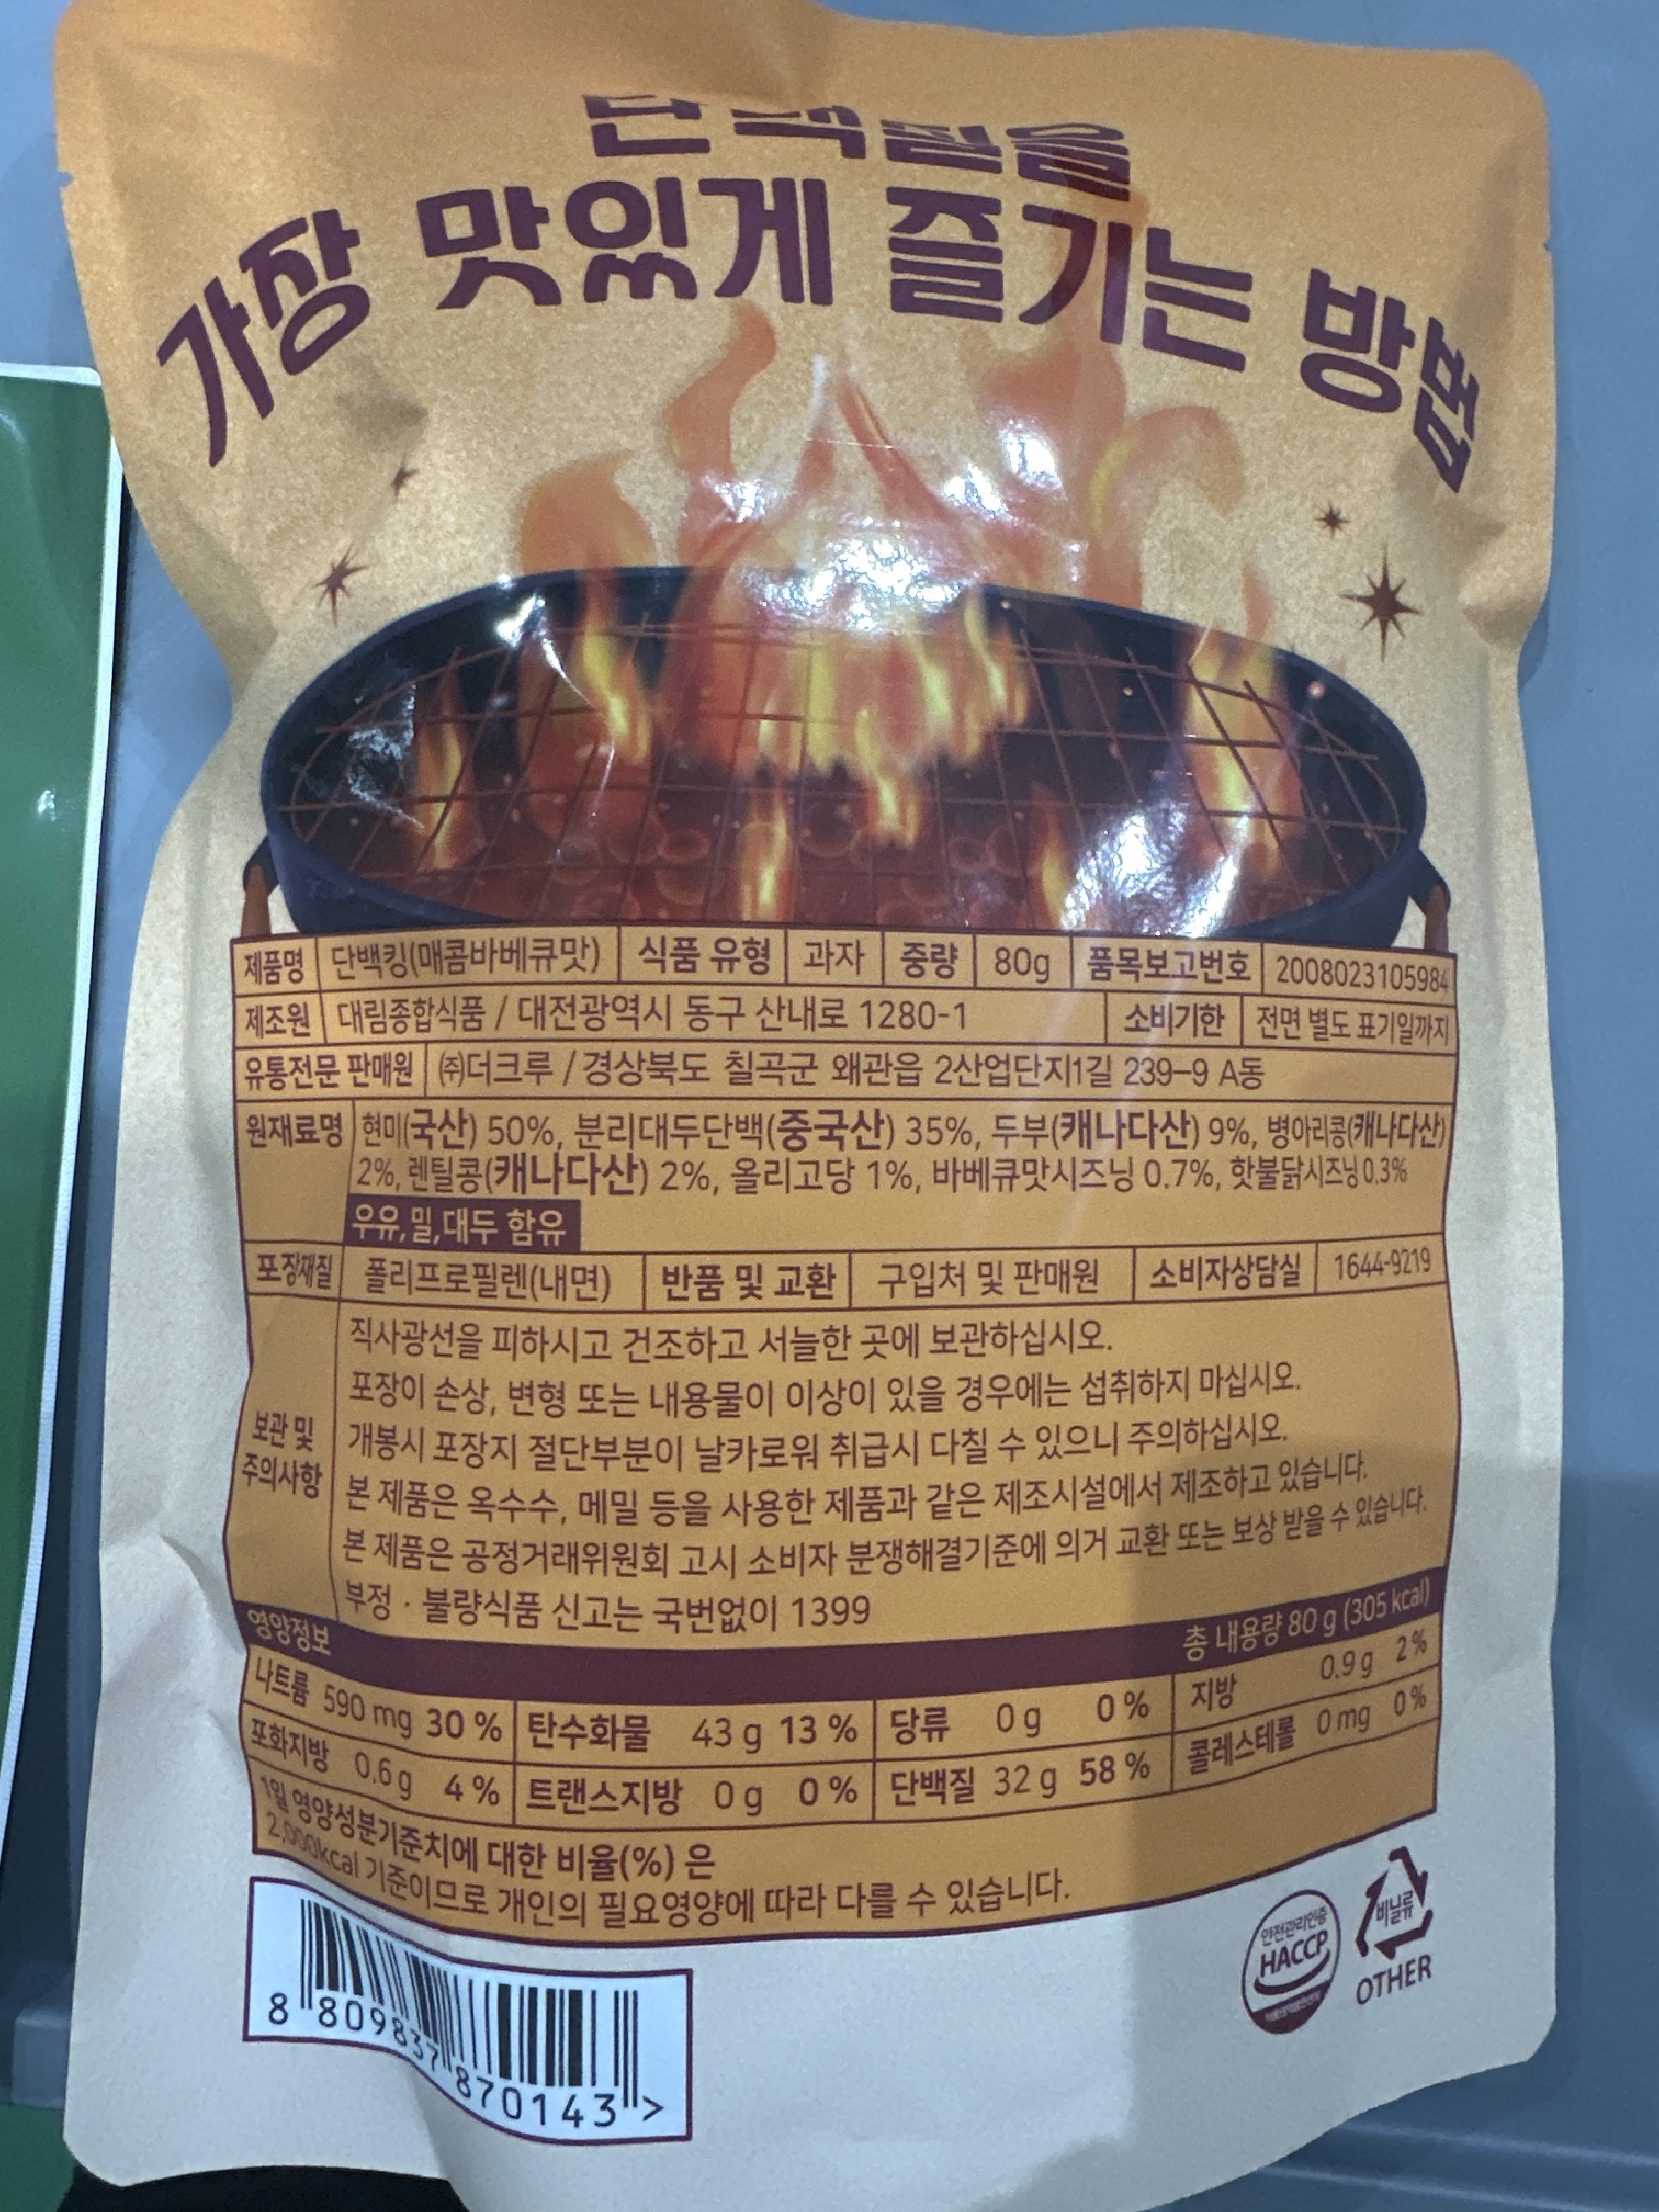 단백질을
가장 맛있게 즐기는 방법
제품명 단백킹(매콤바베큐맛) 식품 유형 과자 중량 80g 품목보고번호 2008023105984
제조원 대림종합식품 / 대전광역시 동구 산내로 1280-1 소비기한 전면 별도 표기일까지
유통전문 판매원 ㈜더크루 / 경상북도 칠곡군 왜관읍 2산업단지1길 239-9 A동
원재료명 현미(국산) 50%, 분리대두단백(중국산) 35%, 두부(캐나다산) 9%, 병아리콩(캐나다산)
2%, 렌틸콩(캐나다산) 2%, 올리고당 1%, 바베큐맛시즈닝 0.7%, 핫불닭시즈닝 0.3%
우유,밀,대두 함유
포장재질 폴리프로필렌(내면) 반품 및 교환 구입처 및 판매원 소비자상담실 1644-9219
보관 및
주의사항
직사광선을 피하시고 건조하고 서늘한 곳에 보관하십시오.
포장이 손상, 변형 또는 내용물이 이상이 있을 경우에는 섭취하지 마십시오.
개봉시 포장지 절단부분이 날카로워 취급시 다칠 수 있으니 주의하십시오.
본 제품은 옥수수, 메밀 등을 사용한 제품과 같은 제조시설에서 제조하고 있습니다.
본 제품은 공정거래위원회 고시 소비자 분쟁해결기준에 의거 교환 또는 보상 받을 수 있습니다.
부정 · 불량식품 신고는 국번없이 1399
영양정보 총 내용량 80 g (305 kcal)
나트륨 590 mg 30 % 탄수화물 43 g 13 % 당류 0 g 0 % 지방 0.9 g 2 %
포화지방 0.6 g 4 % 트랜스지방 0 g 0 % 단백질 32 g 58 % 콜레스테롤 0 mg 0 %
1일 영양성분기준치에 대한 비율(%) 은
2,000kcal 기준이므로 개인의 필요영양에 따라 다를 수 있습니다.
8 809837 870143 >
안전관리인증
HACCP
비닐류
OTHER